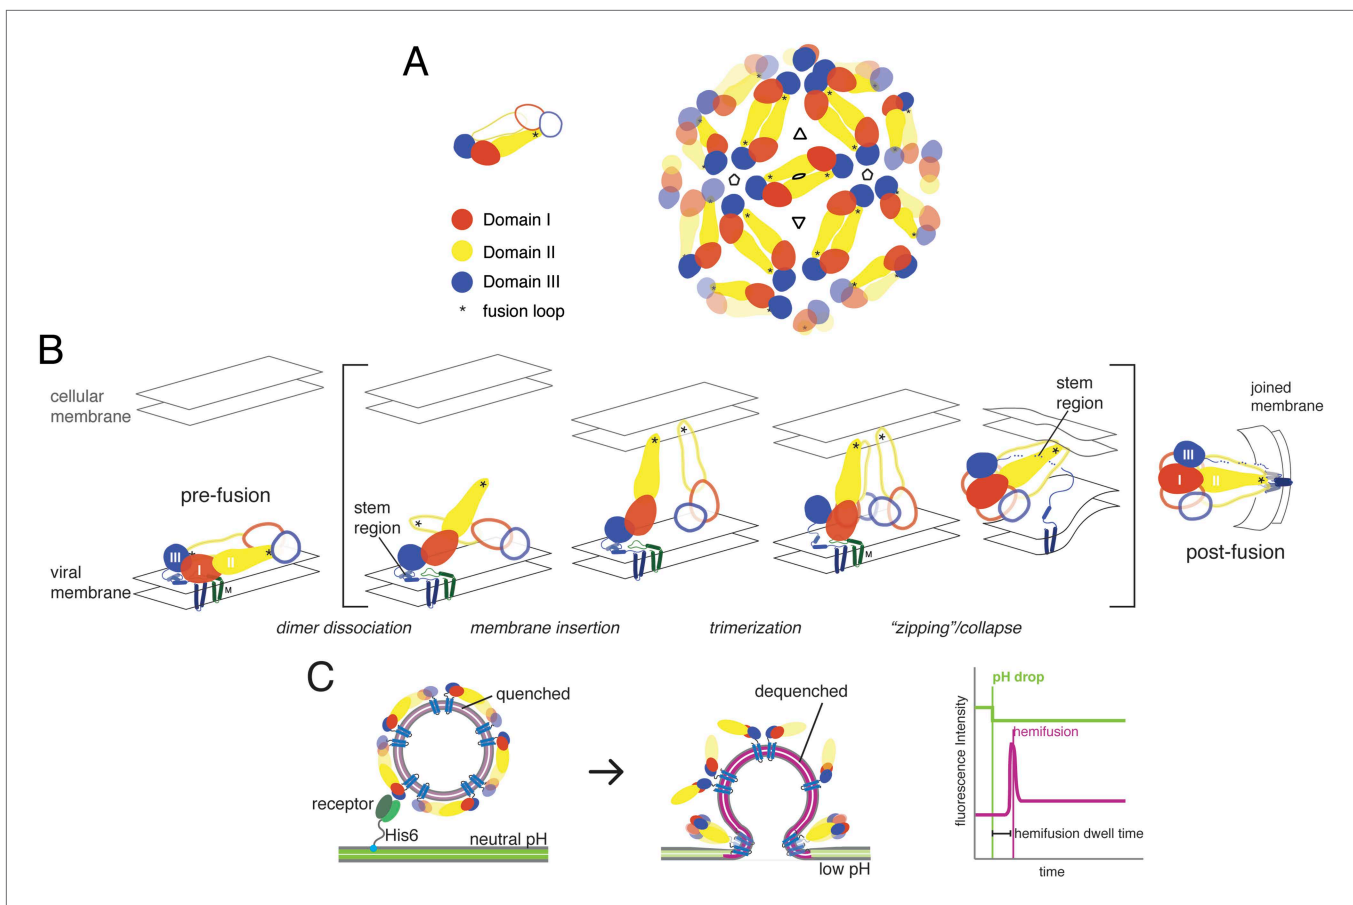 A
Domain I
Domain II
Domain III
* fusion loop
B
cellular
membrane
pre-fusion
III
I
II
M
viral
membrane
stem
region
M
stem
region
joined
membrane
III
I
II
post-fusion
dimer dissociation
membrane insertion
trimerization
"zipping"/collapse
C
quenched
receptor
His6
neutral pH
dequenched
low pH
pH drop
hemifusion
fluorescence Intensity
hemifusion dwell time
time